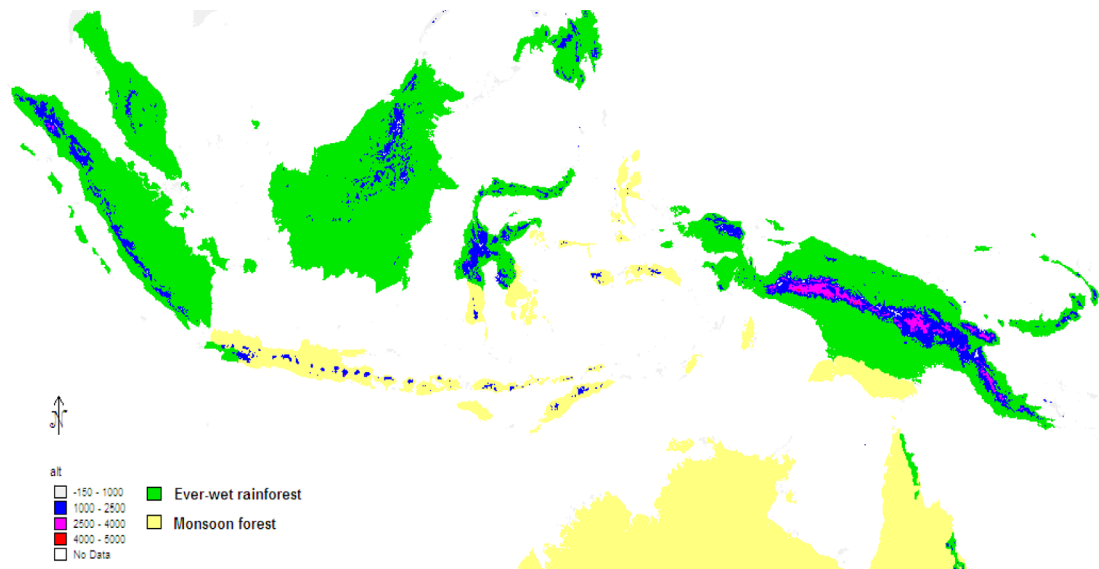 N
alt
-150 - 1000
1000 - 2500
2500 - 4000
4000 - 5000
No Data
Ever-wet rainforest
Monsoon forest